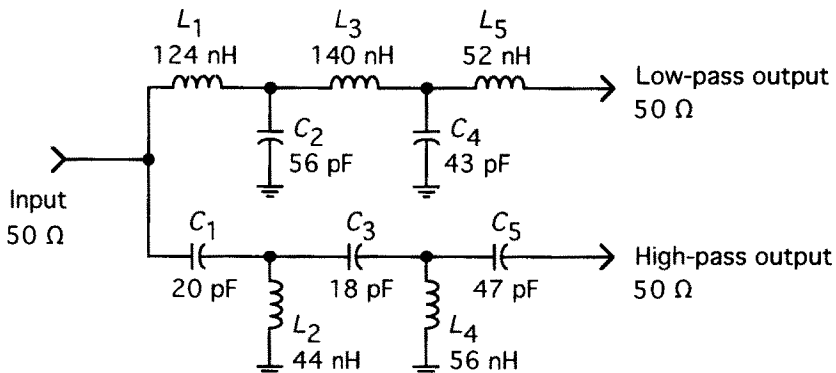 L1
124 nH
L3
140 nH
L5
52 nH
Low-pass output
50 Ω
C2
56 pF
C4
43 pF
Input
50 Ω
C1
20 pF
C3
18 pF
C5
47 pF
High-pass output
50 Ω
L2
44 nH
L4
56 nH